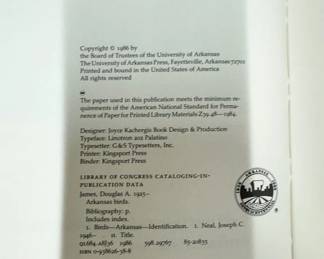 Copyright © 1986 by
the Board of Trustees of the University of Arkansas
The University of Arkansas Press, Fayetteville, Arkansas 72701
Printed and bound in the United States of America
All rights reserved
The paper used in this publication meets the minimum re-
quirements of the American National Standard for Perma-
nence of Paper for Printed Library Materials Z39.48—1984.
Designer: Joyce Kachergis Book Design & Production
Typeface: Linotron 202 Palatino
Typesetter: G&S Typesetters, Inc.
Printer: Kingsport Press
Binder: Kingsport Press
LIBRARY OF CONGRESS CATALOGING-IN-
PUBLICATION DATA
James, Douglas A. 1925–
Arkansas birds.
Bibliography: p.
Includes index.
1. Birds—Arkansas—Identification. 1. Neal, Joseph C.
1946– 11. Title.
QL684.A8J36 1986 598.29767 85-20835
ISBN 0-938626-38-8
ARKANSAS